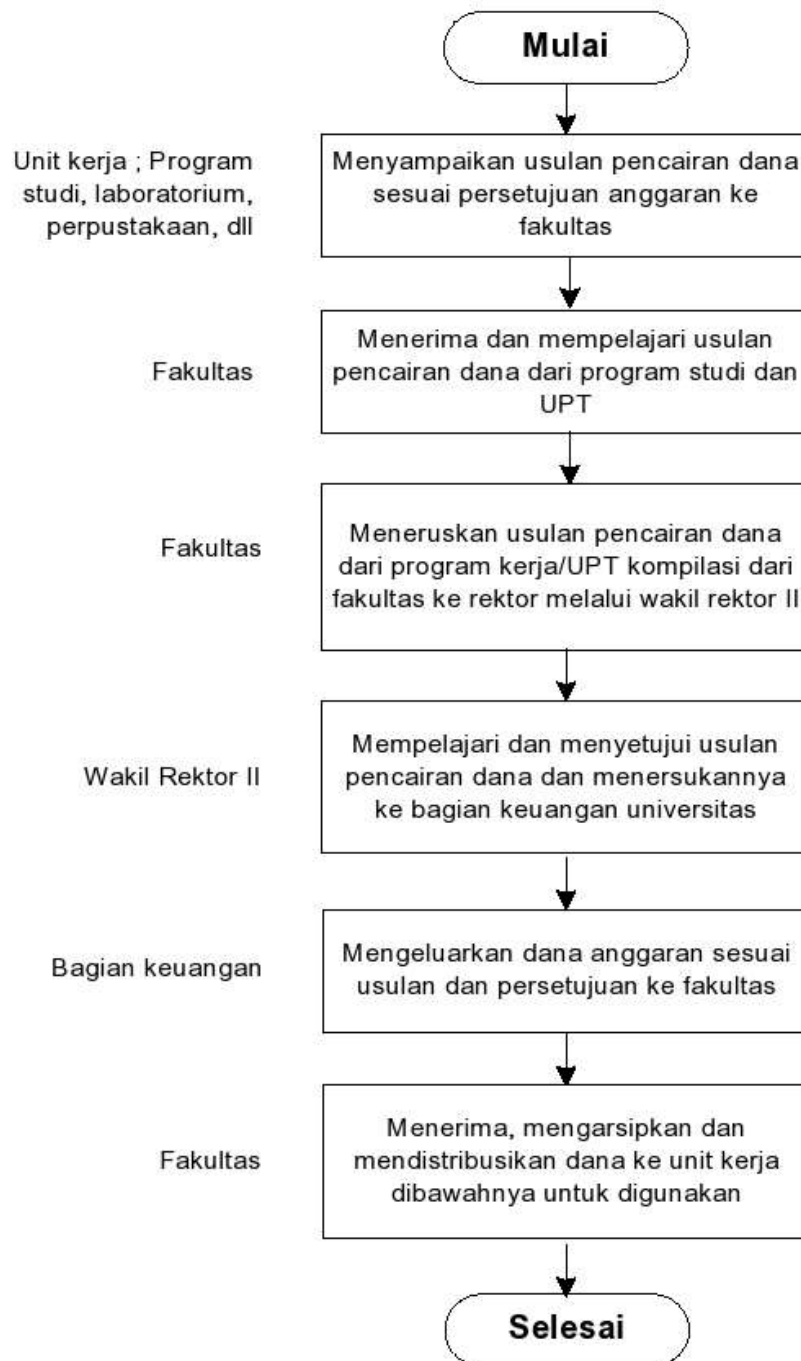 Mulai
Unit kerja ; Program
studi, laboratorium,
perpustakaan, dll
Menyampaikan usulan pencairan dana
sesuai persetujuan anggaran ke
fakultas
Fakultas
Menerima dan mempelajari usulan
pencairan dana dari program studi dan
UPT
Fakultas
Meneruskan usulan pencairan dana
dari program kerja/UPT kompilasi dari
fakultas ke rektor melalui wakil rektor II
Wakil Rektor II
Mempelajari dan menyetujui usulan
pencairan dana dan menersukannya
ke bagian keuangan universitas
Bagian keuangan
Mengeluarkan dana anggaran sesuai
usulan dan persetujuan ke fakultas
Fakultas
Menerima, mengarsipkan dan
mendistribusikan dana ke unit kerja
dibawahnya untuk digunakan
Selesai